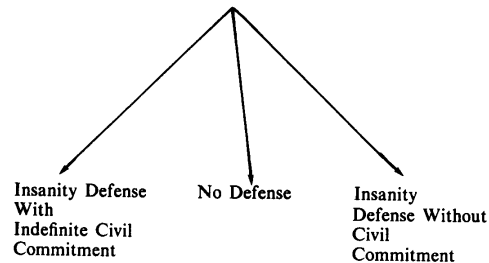 Insanity Defense
With
Indefinite Civil
Commitment
No Defense
Insanity
Defense Without
Civil
Commitment